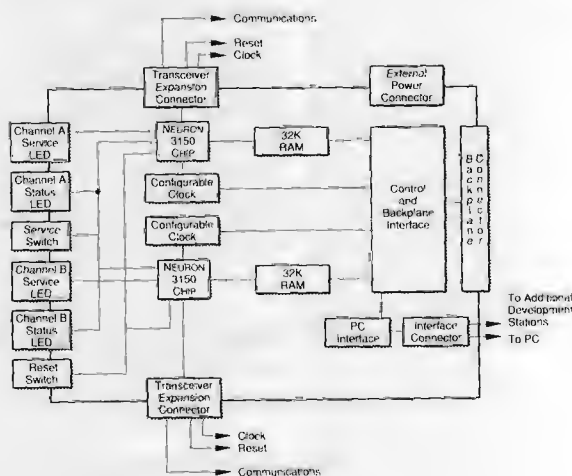 Communications
Reset
Clock
Transceiver
Expansion
Connector
External
Power
Connector
Channel A
Service
LED
NEURON
3150
CHIP
32K
RAM
Control
and
Backplane
Interface
Backplane
Connector
Channel A
Status
LED
Configurable
Clock
Service
Switch
Configurable
Clock
Channel B
Service
LED
NEURON
3150
CHIP
32K
RAM
Channel B
Status
LED
PC
Interface
Interface
Connector
To Additional
Development
Stations
To PC
Reset
Switch
Transceiver
Expansion
Connector
Clock
Reset
Communications